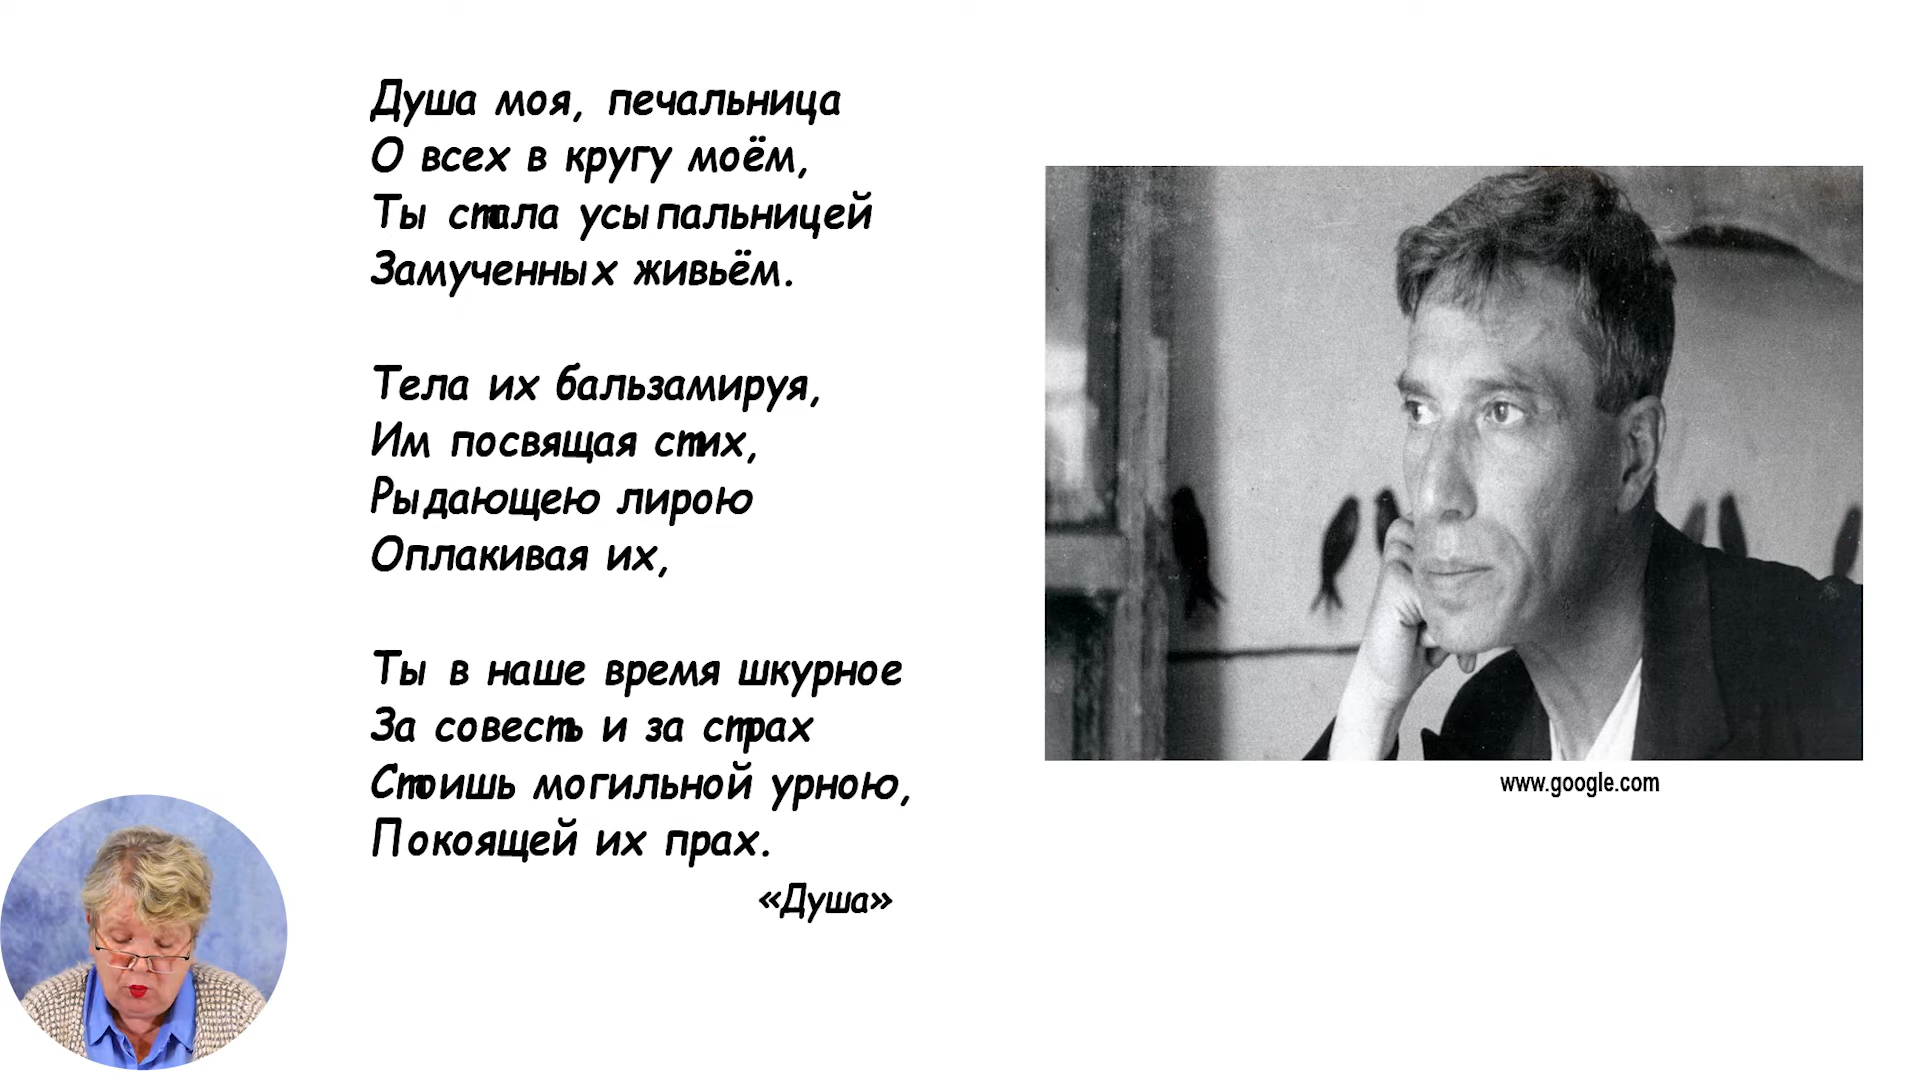 Душа моя, печальница
О всех в кругу моём,
Ты стала усыпальницей
Замученных живьём.
Тела их бальзамируя,
Им посвящая стих,
Рыдающею лирою
Оплакивая их,
Ты в наше время шкурное
За совесть и за страх
Стоишь могильной урною,
Покоящей их прах.
«Душа»
www.google.com